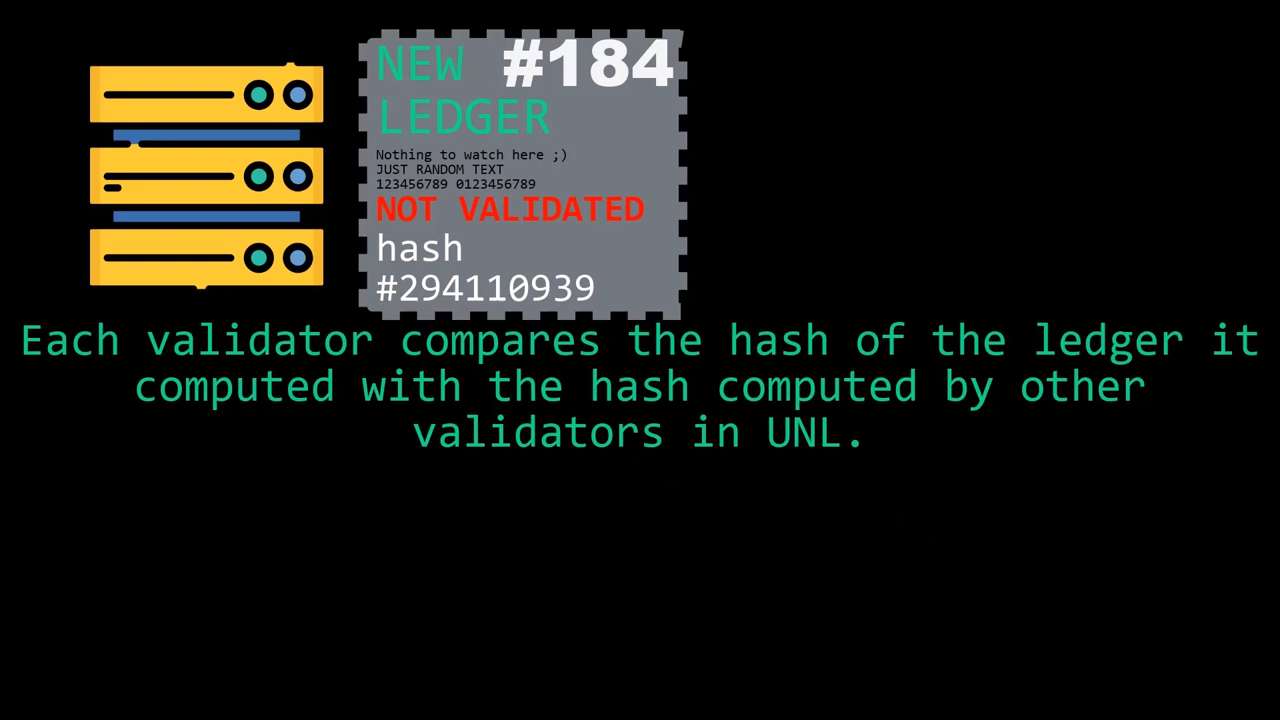 NEW #184
LEDGER
Nothing to watch here ;)
JUST RANDOM TEXT
123456789 0123456789
NOT VALIDATED
hash
#294110939
Each validator compares the hash of the ledger it
computed with the hash computed by other
validators in UNL.